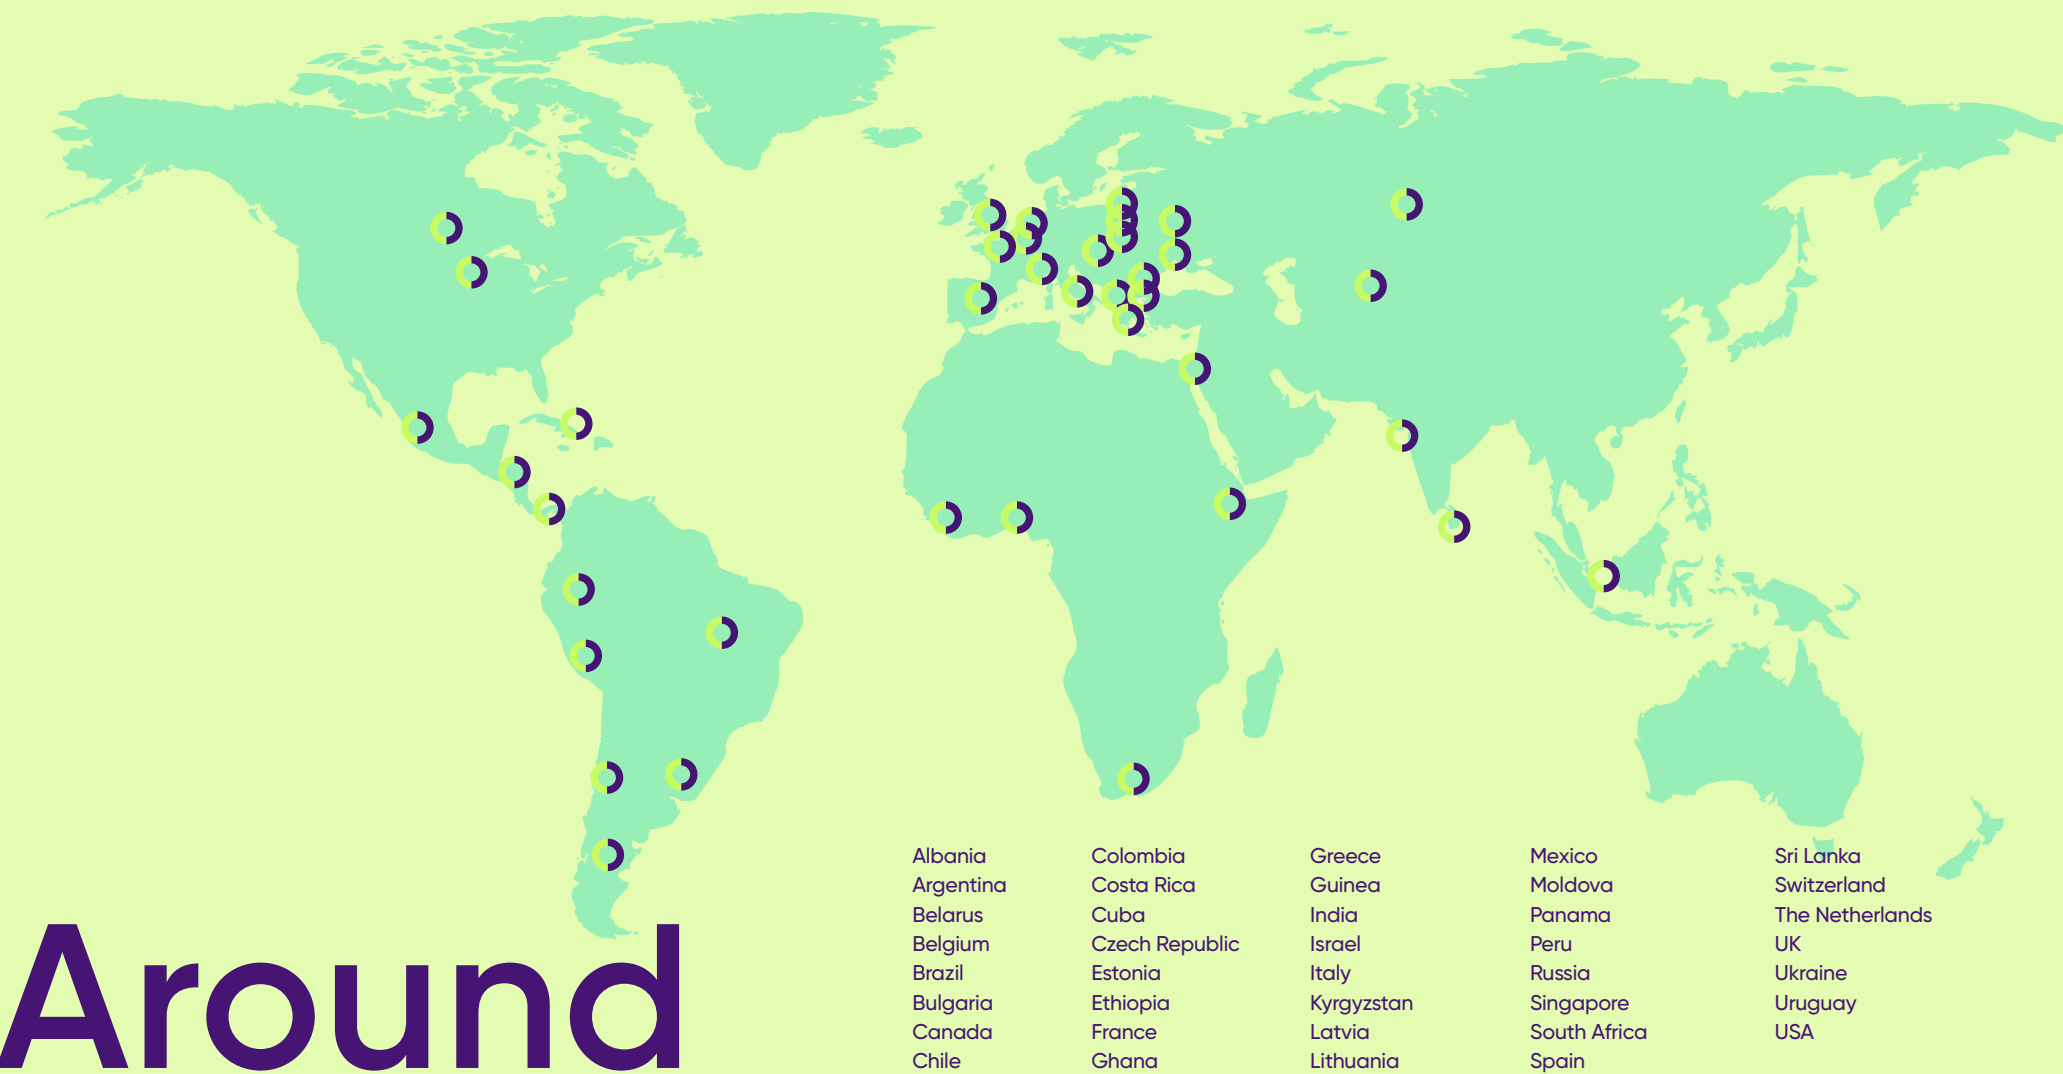 Albania
Argentina
Belarus
Belgium
Brazil
Bulgaria
Canada
Chile
Colombia
Costa Rica
Cuba
Czech Republic
Estonia
Ethiopia
France
Ghana
Greece
Guinea
India
Israel
Italy
Kyrgyzstan
Latvia
Lithuania
Mexico
Moldova
Panama
Peru
Russia
Singapore
South Africa
Spain
Sri Lanka
Switzerland
The Netherlands
UK
Ukraine
Uruguay
USA
Around